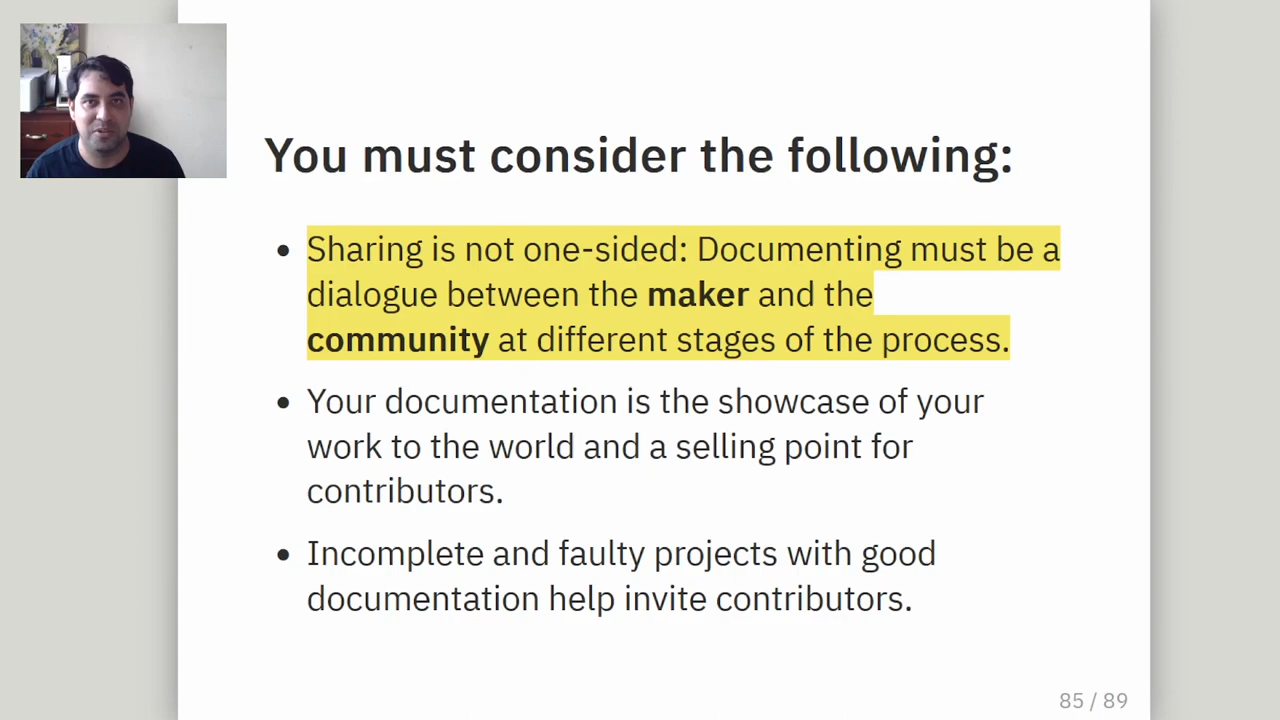 You must consider the following:
• Sharing is not one-sided: Documenting must be a
dialogue between the maker and the
community at different stages of the process.
• Your documentation is the showcase of your
work to the world and a selling point for
contributors.
• Incomplete and faulty projects with good
documentation help invite contributors.
85 / 89